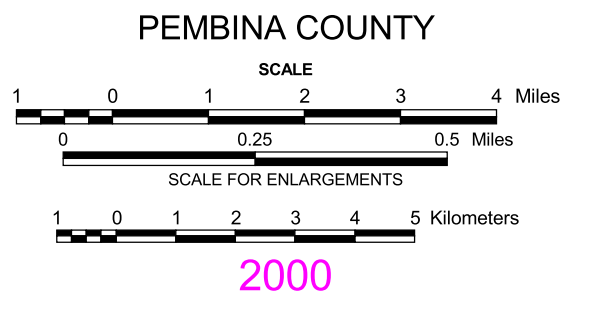 PEMBINA COUNTY
SCALE
1 0 1 2 3 4 Miles
0 0.25 0.5 Miles
SCALE FOR ENLARGEMENTS
1 0 1 2 3 4 5 Kilometers
2000